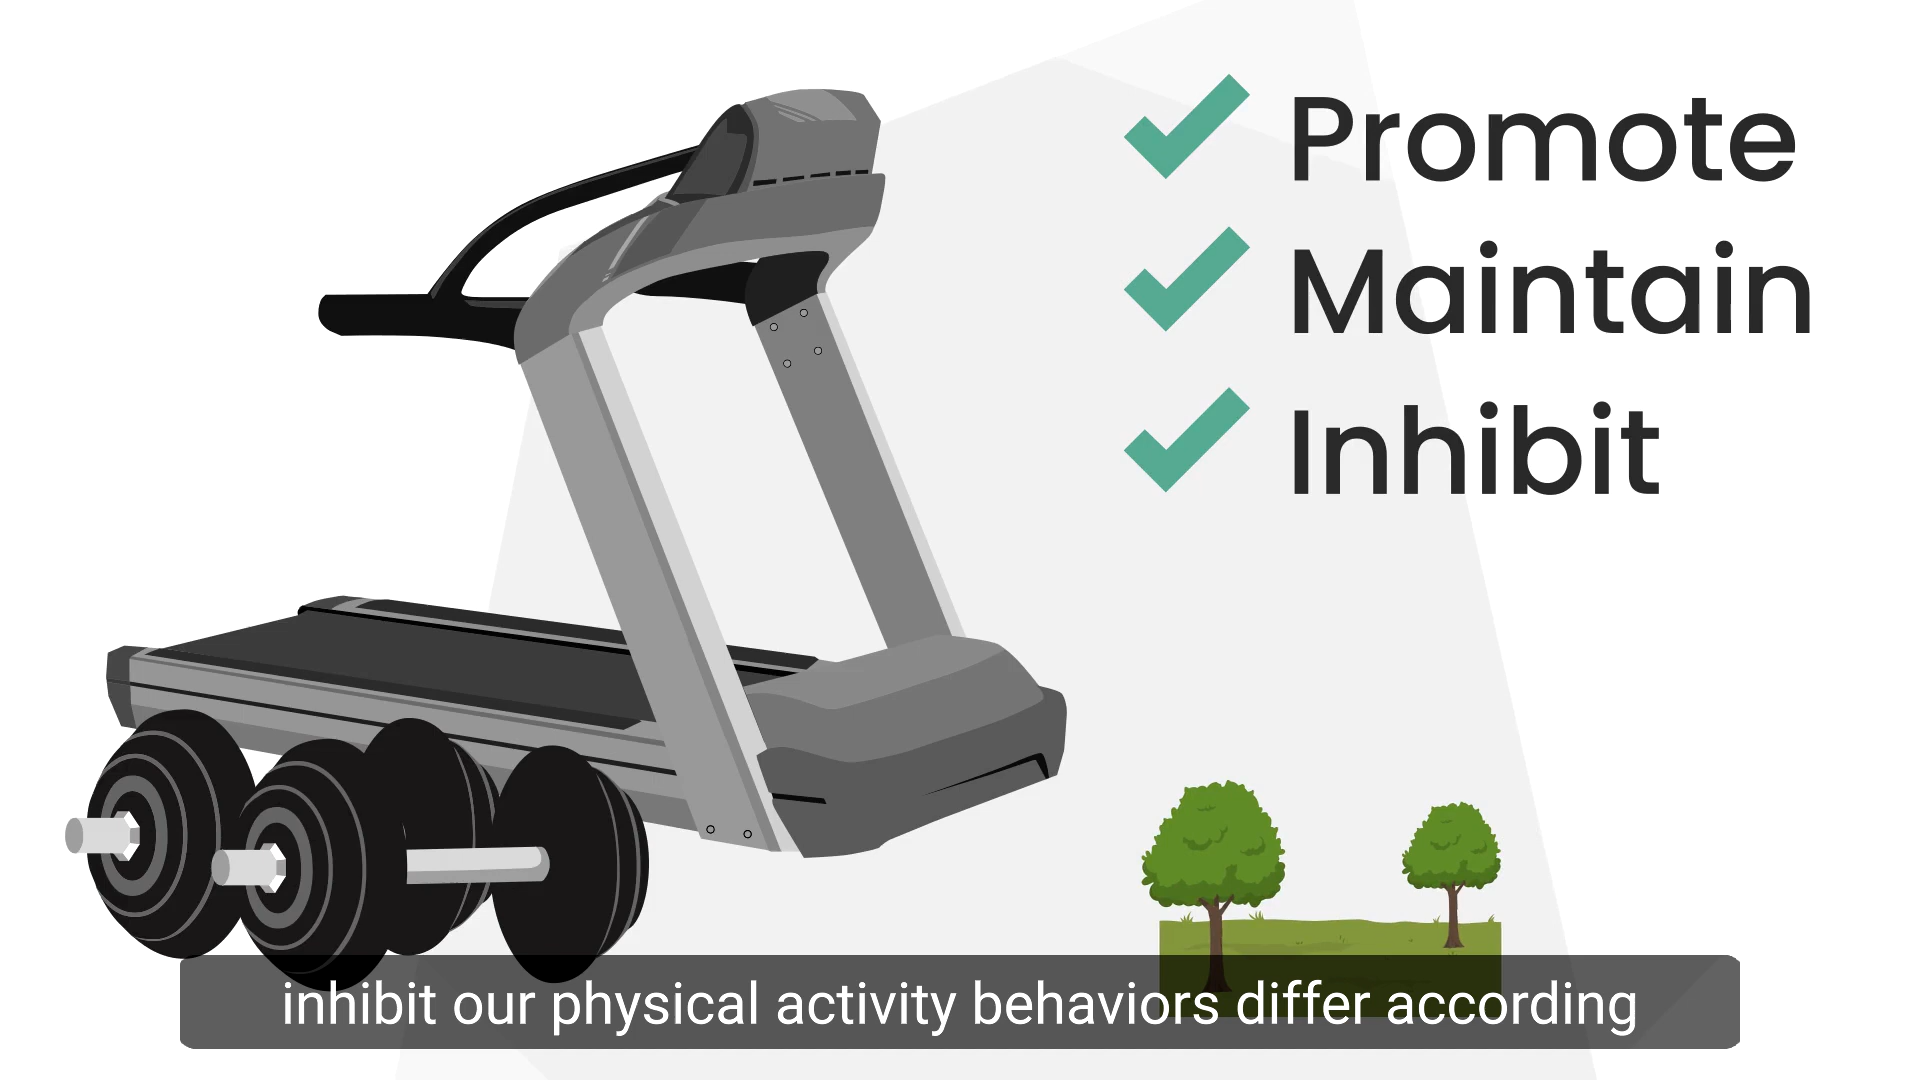 Promote
Maintain
Inhibit
inhibit our physical activity behaviors differ according